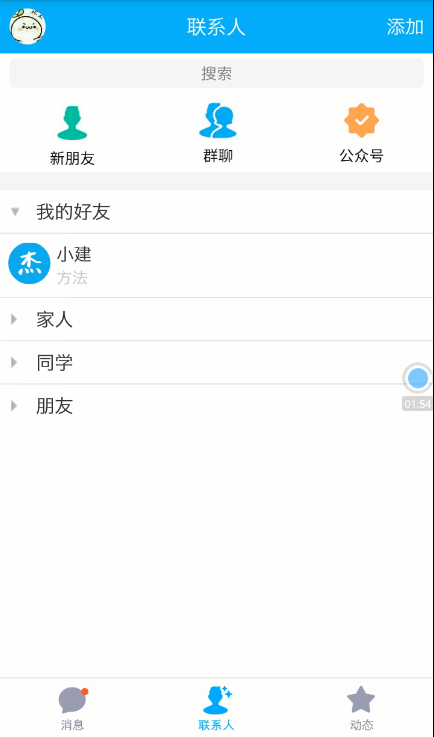 联系人
添加
搜索
新朋友
群聊
公众号
我的好友
杰
小建
方法
家人
同学
朋友
01:54
消息
联系人
动态